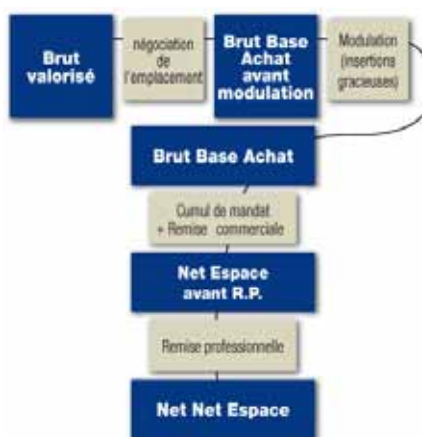 Brut
valorisé
négociation
de
l'emplacement
Brut Base
Achat
avant
modulation
Modulation
(insertions
gracieuses)
Brut Base Achat
Cumul de mandat
+ Remise commerciale
Net Espace
avant R.P.
Remise professionnelle
Net Net Espace